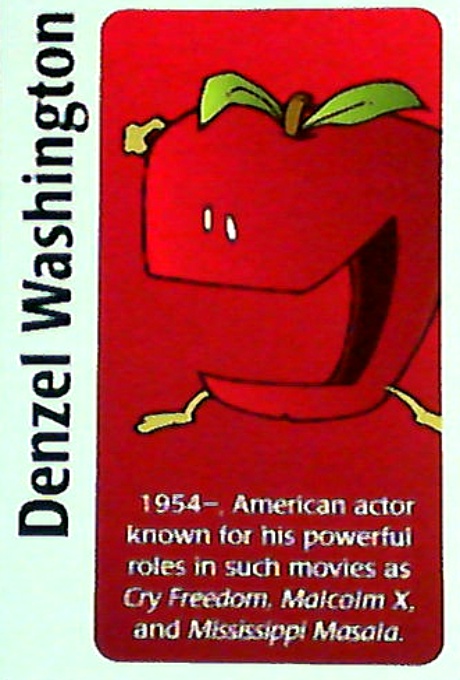 Denzel Washington
1954–, American actor
known for his powerful
roles in such movies as
Cry Freedom, Malcolm X,
and Mississippi Masala.